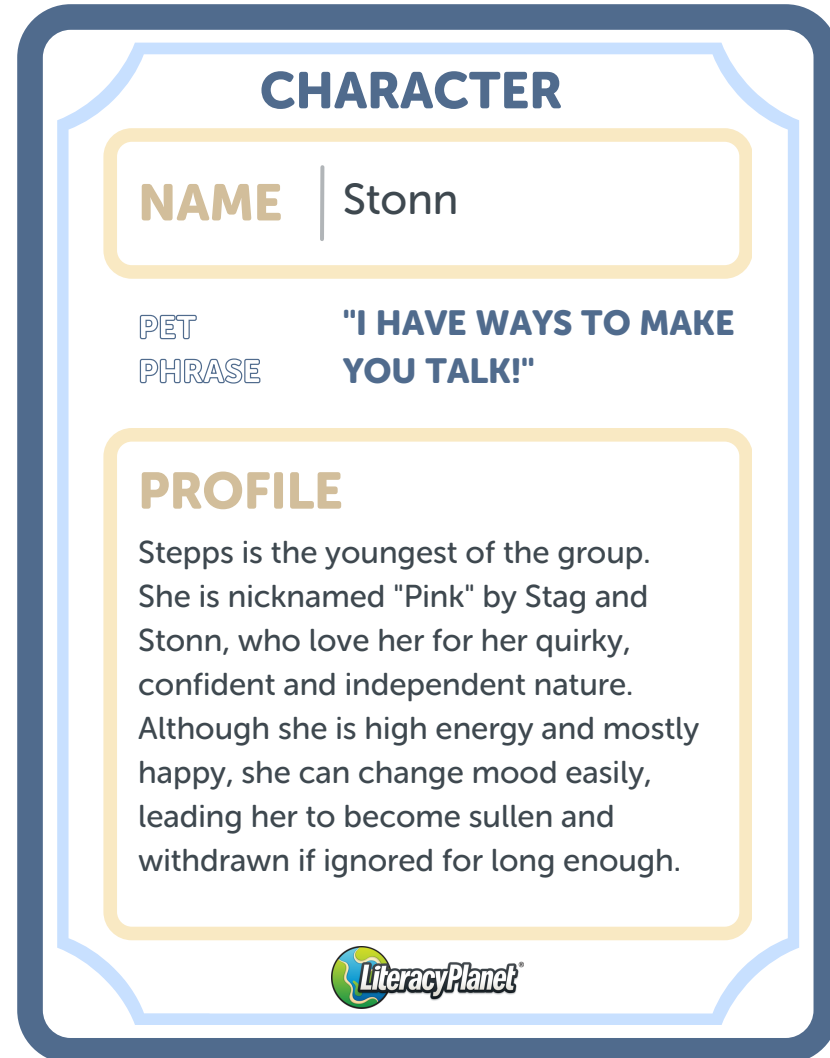 CHARACTER
NAME
Stonn
PET
PHRASE
"I HAVE WAYS TO MAKE
YOU TALK!"
PROFILE
Stepps is the youngest of the group.
She is nicknamed "Pink" by Stag and
Stonn, who love her for her quirky,
confident and independent nature.
Although she is high energy and mostly
happy, she can change mood easily,
leading her to become sullen and
withdrawn if ignored for long enough.
LiteracyPlanet®